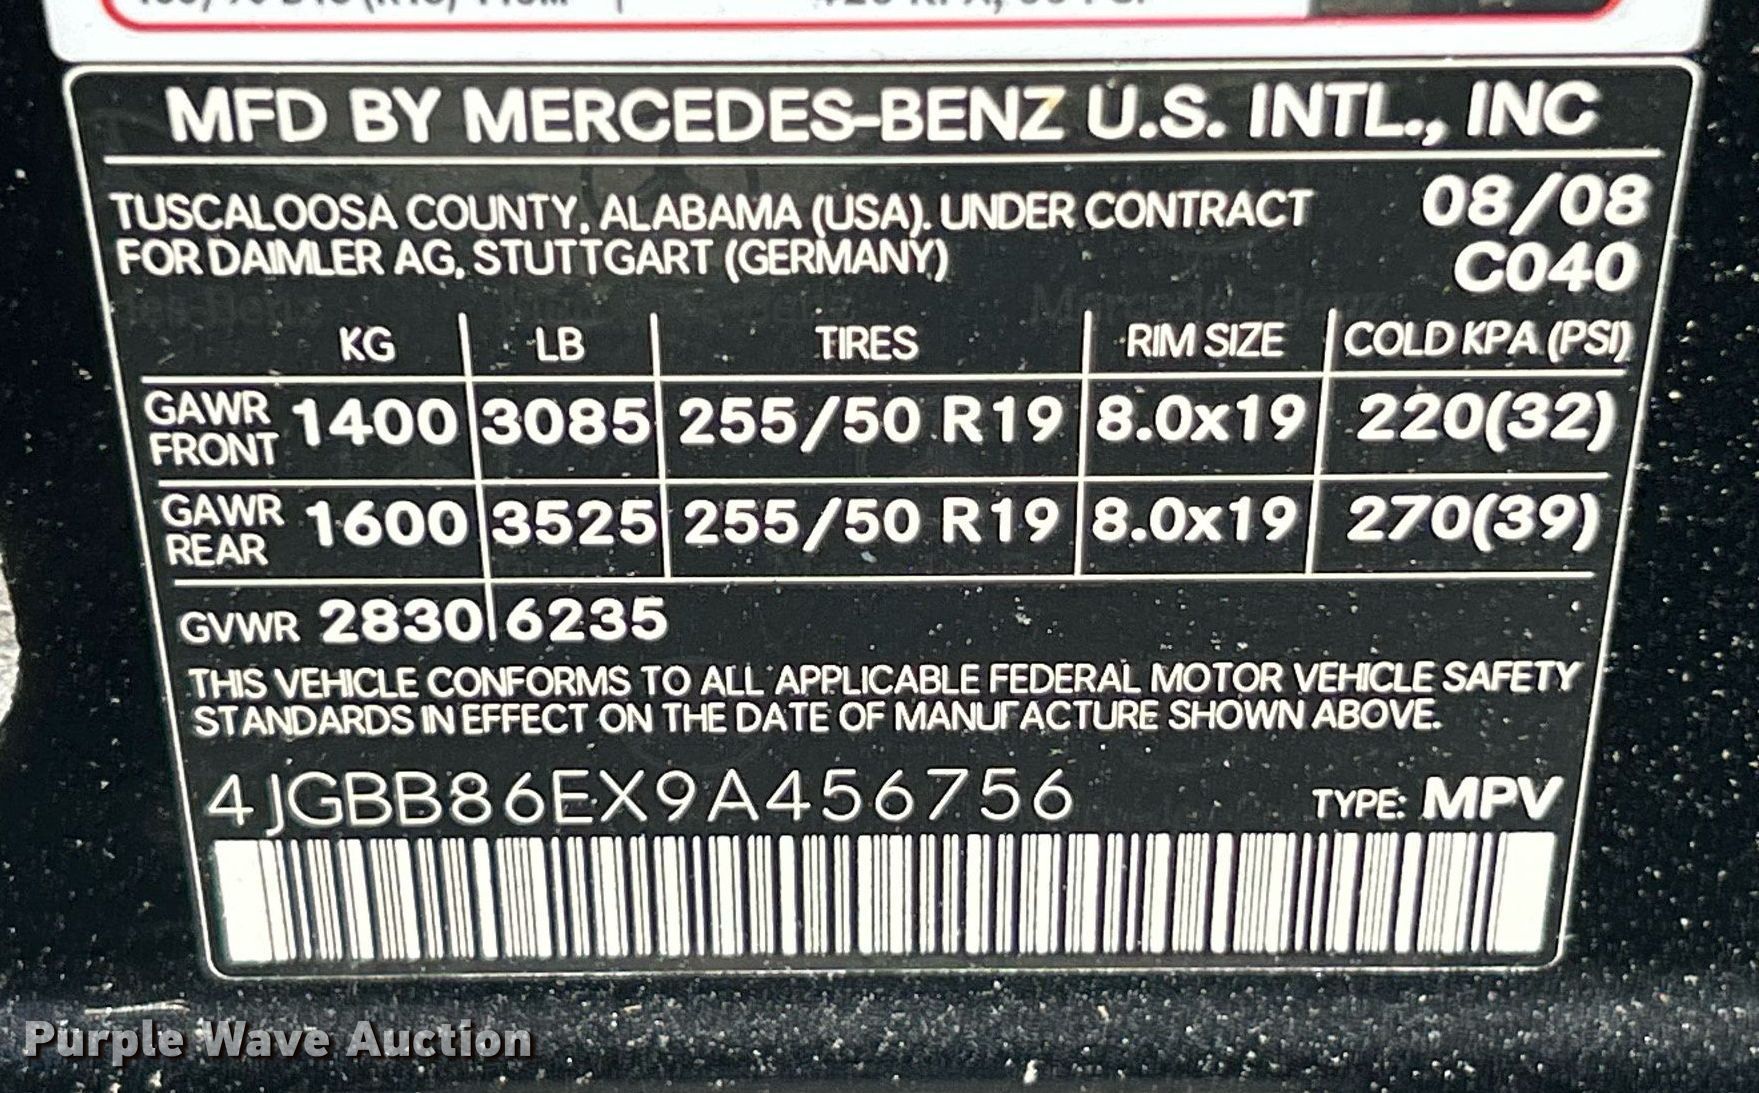 MFD BY MERCEDES-BENZ U.S. INTL., INC
TUSCALOOSA COUNTY, ALABAMA (USA). UNDER CONTRACT 08/08
FOR DAIMLER AG, STUTTGART (GERMANY) C040
KG LB TIRES RIM SIZE COLD KPA (PSI)
GAWR FRONT 1400 3085 255/50 R19 8.0x19 220(32)
GAWR REAR 1600 3525 255/50 R19 8.0x19 270(39)
GVWR 2830 6235
THIS VEHICLE CONFORMS TO ALL APPLICABLE FEDERAL MOTOR VEHICLE SAFETY
STANDARDS IN EFFECT ON THE DATE OF MANUFACTURE SHOWN ABOVE.
4JGBB86EX9A456756 TYPE: MPV
Purple Wave Auction